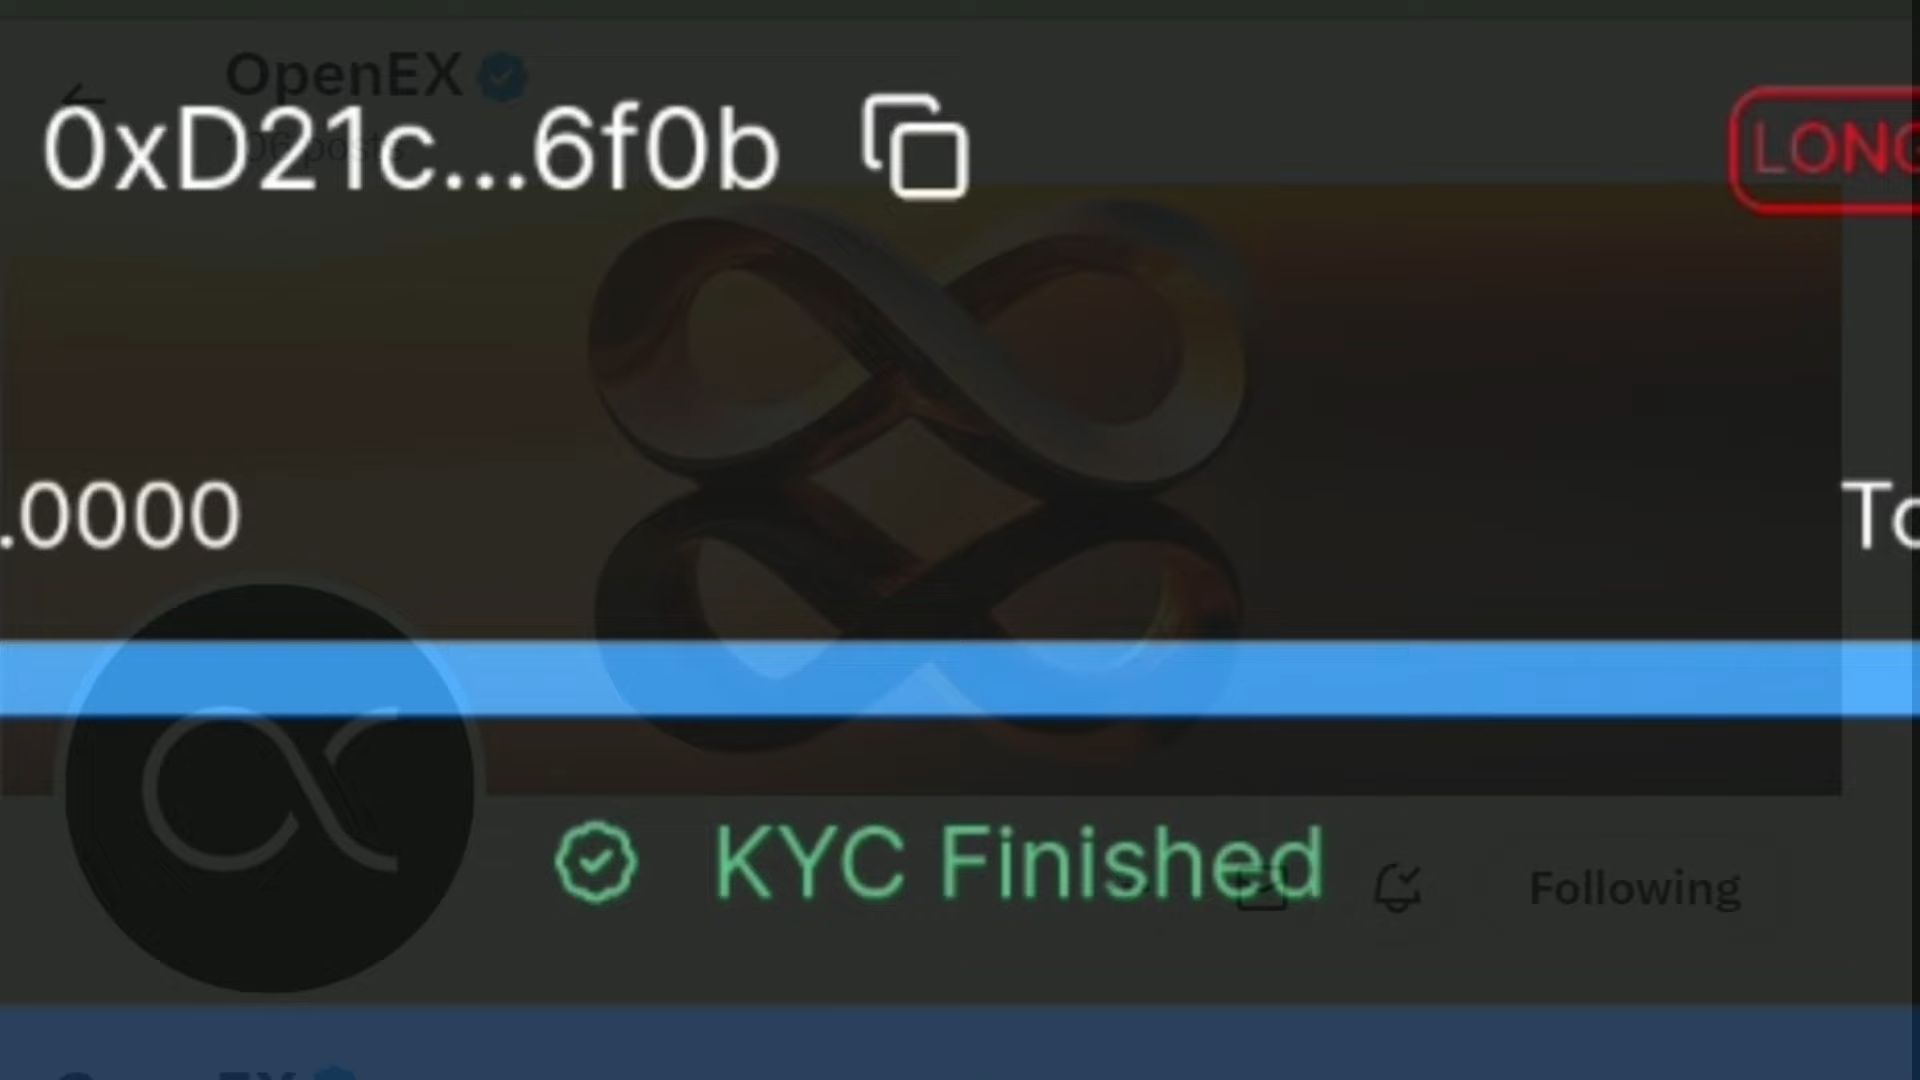 OpenEX
0xD21c...6f0b
LONG
.0000
KYC Finished
Following